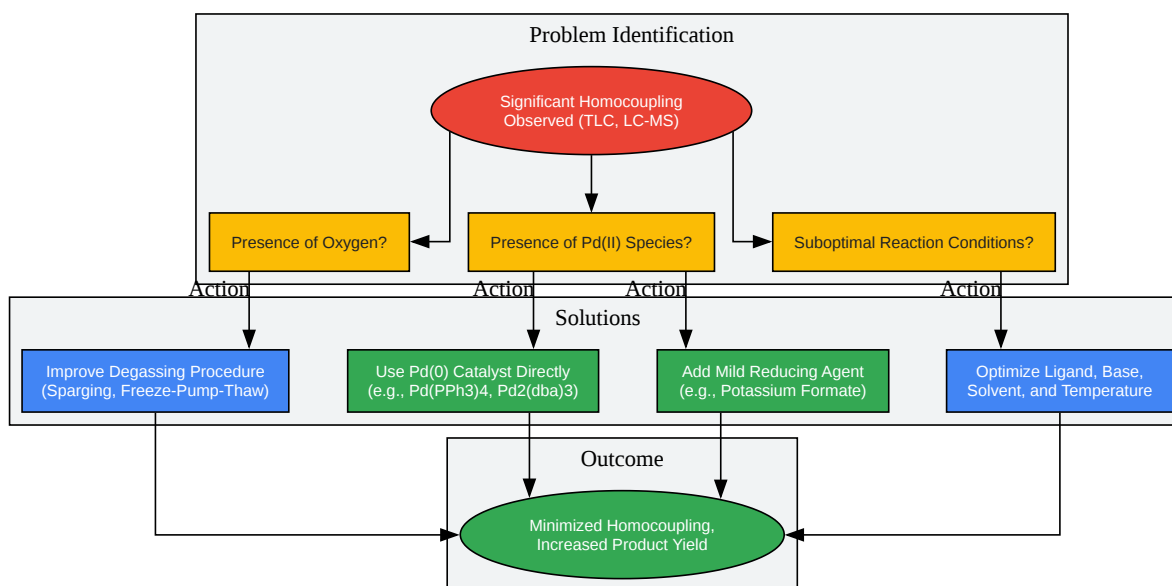 Problem Identification
Significant Homocoupling
Observed (TLC, LC-MS)
Presence of Oxygen?
Presence of Pd(II) Species?
Suboptimal Reaction Conditions?
Action
Action
Action
Action
Solutions
Improve Degassing Procedure
(Sparging, Freeze-Pump-Thaw)
Use Pd(0) Catalyst Directly
(e.g., Pd(PPh3)4, Pd2(dba)3)
Add Mild Reducing Agent
(e.g., Potassium Formate)
Optimize Ligand, Base,
Solvent, and Temperature
Outcome
Minimized Homocoupling,
Increased Product Yield